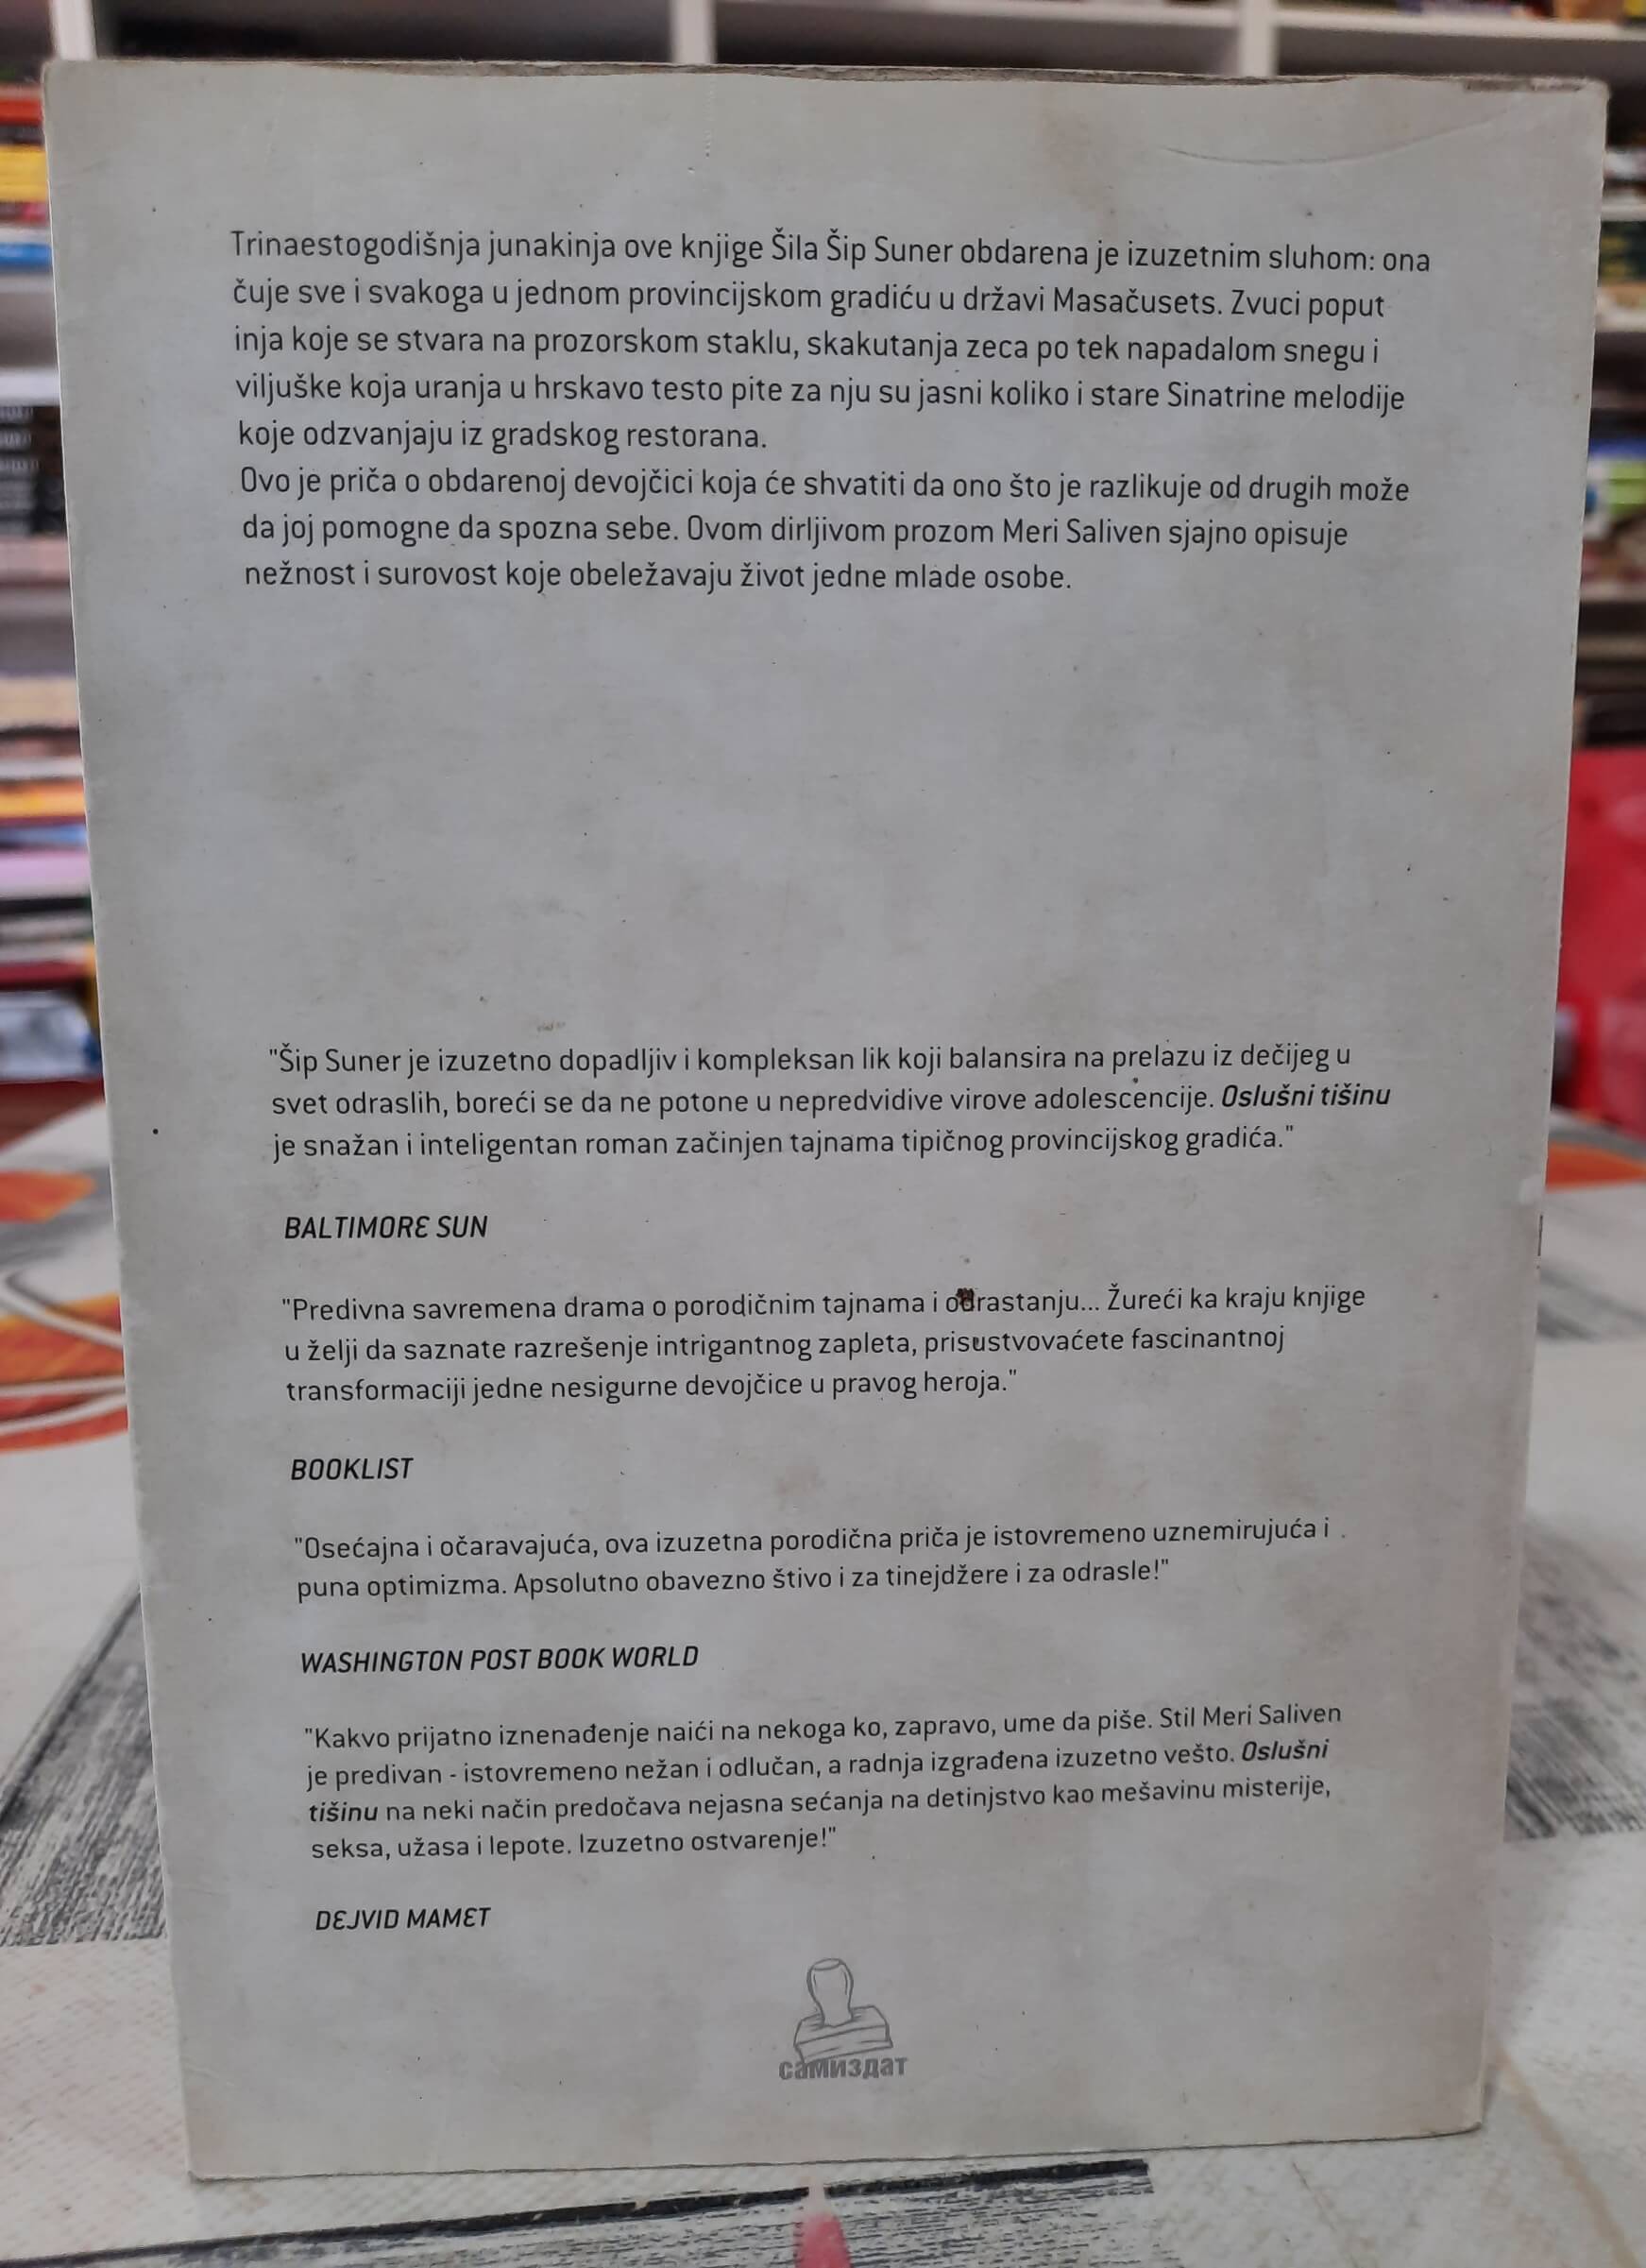 Trinaestogodišnja junakinja ove knjige Šila Šip Suner obdarena je izuzetnim sluhom: ona
čuje sve i svakoga u jednom provincijskom gradiću u državi Masačusets. Zvuci poput
inja koje se stvara na prozorskom staklu, skakutanja zeca po tek napadalom snegu i
viljuške koja uranja u hrskavo testo pite za nju su jasni koliko i stare Sinatrine melodije
koje odzvanjaju iz gradskog restorana.
Ovo je priča o obdarenoj devojčici koja će shvatiti da ono što je razlikuje od drugih može
da joj pomogne da spozna sebe. Ovom dirljivom prozom Meri Saliven sjajno opisuje
nežnost i surovost koje obeležavaju život jedne mlade osobe.
"Šip Suner je izuzetno dopadljiv i kompleksan lik koji balansira na prelazu iz dečijeg u
svet odraslih, boreći se da ne potone u nepredvidive virove adolescencije. Oslušni tišinu
je snažan i inteligentan roman začinjen tajnama tipičnog provincijskog gradića."
BALTIMORE SUN
"Predivna savremena drama o porodičnim tajnama i odrastanju... Žureći ka kraju knjige
u želji da saznate razrešenje intrigantnog zapleta, prisustvovaćete fascinantnoj
transformaciji jedne nesigurne devojčice u pravog heroja."
BOOKLIST
"Osećajna i očaravajuća, ova izuzetna porodična priča je istovremeno uznemirujuća i
puna optimizma. Apsolutno obavezno štivo i za tinejdžere i za odrasle!"
WASHINGTON POST BOOK WORLD
"Kakvo prijatno iznenađenje naići na nekoga ko, zapravo, ume da piše. Stil Meri Saliven
je predivan - istovremeno nežan i odlučan, a radnja izgrađena izuzetno vešto. Oslušni
tišinu na neki način predočava nejasna sećanja na detinjstvo kao mešavinu misterije,
seksa, užasa i lepote. Izuzetno ostvarenje!"
DEJVID MAMET
самиздат